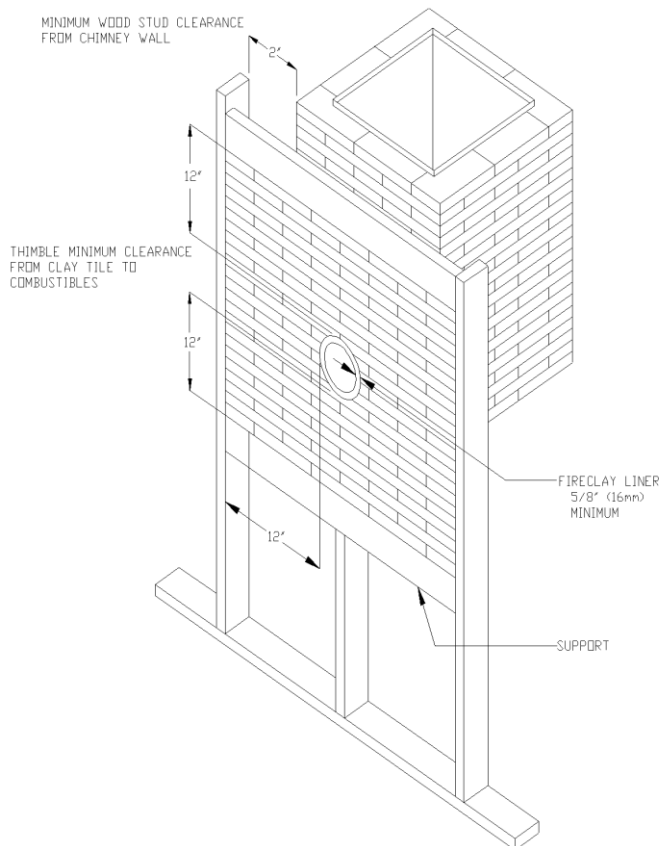 MINIMUM WOOD STUD CLEARANCE
FROM CHIMNEY WALL
2"
12"
THIMBLE MINIMUM CLEARANCE
FROM CLAY TILE TO
COMBUSTIBLES
12"
FIRECLAY LINER
5/8" (16mm)
MINIMUM
12"
SUPPORT